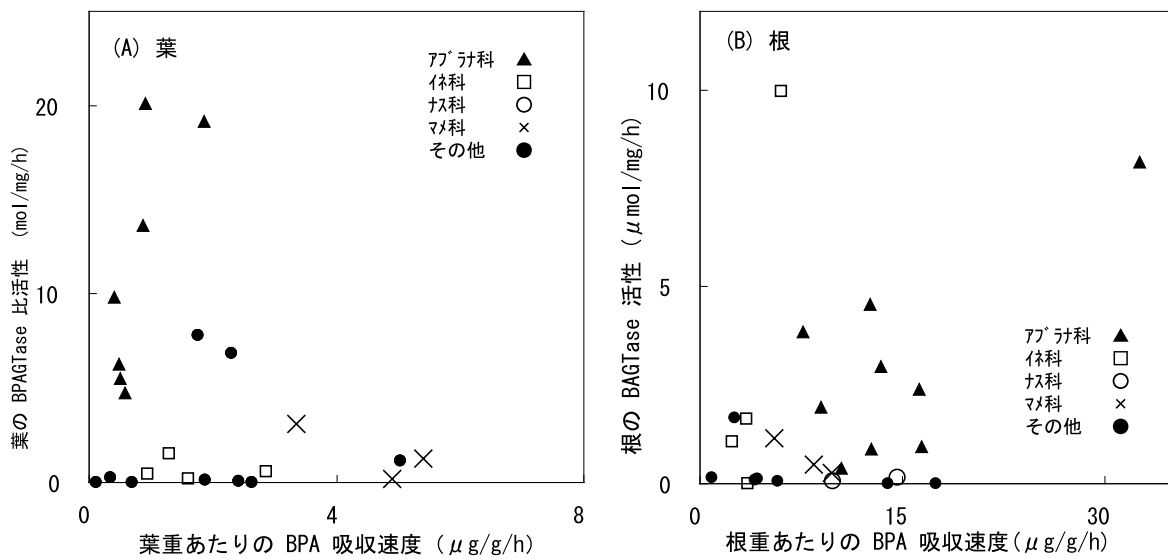 (A) 葉
ｱﾌﾞﾗﾅ科
ｲﾈ科
ﾅｽ科
ﾏﾒ科
その他
20
10
0
0
4
8
葉の BPAGTase 比活性 (mol/mg/h)
葉重あたりの BPA 吸収速度 (μg/g/h)
(B) 根
ｱﾌﾞﾗﾅ科
ｲﾈ科
ﾅｽ科
ﾏﾒ科
その他
10
5
0
0
15
30
根の BAGTase 活性 (μmol/mg/h)
根重あたりの BPA 吸収速度(μg/g/h)